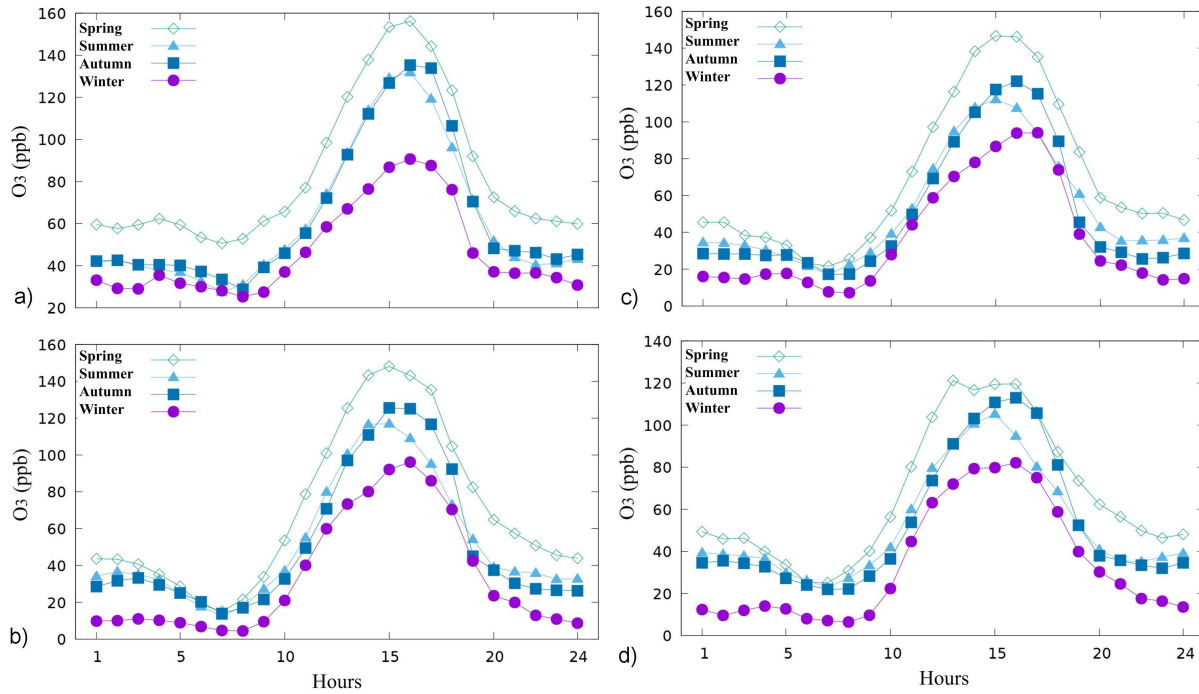 160
140
120
100
80
60
40
20
O3 (ppb)
Spring
Summer
Autumn
Winter
a)
160
140
120
100
80
60
40
20
0
O3 (ppb)
Spring
Summer
Autumn
Winter
c)
160
140
120
100
80
60
40
20
0
O3 (ppb)
Spring
Summer
Autumn
Winter
b)
1 5 10 15 20 24
Hours
140
120
100
80
60
40
20
0
O3 (ppb)
Spring
Summer
Autumn
Winter
d)
1 5 10 15 20 24
Hours